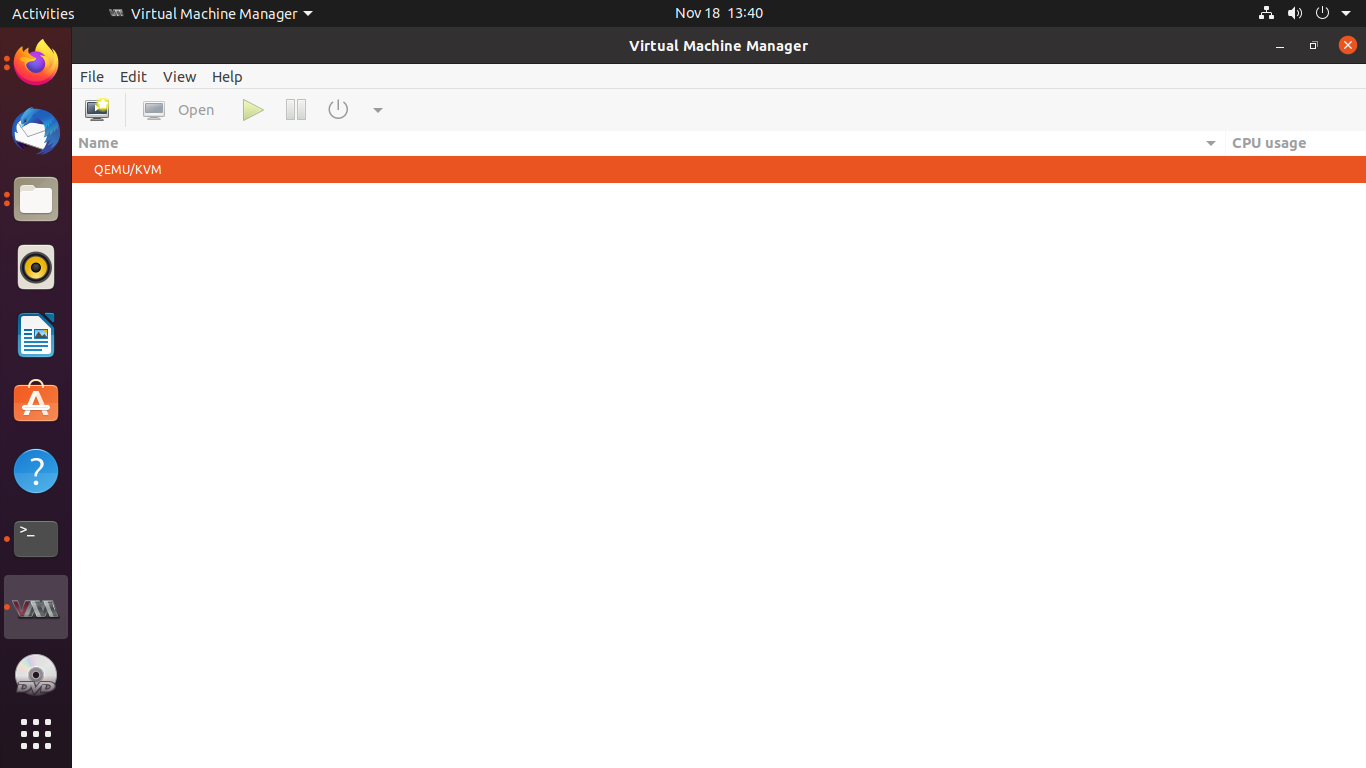 Activities
Virtual Machine Manager
Nov 18 13:40
Virtual Machine Manager
File Edit View Help
Open
Name
CPU usage
QEMU/KVM
A
?
>_
VM
DVD